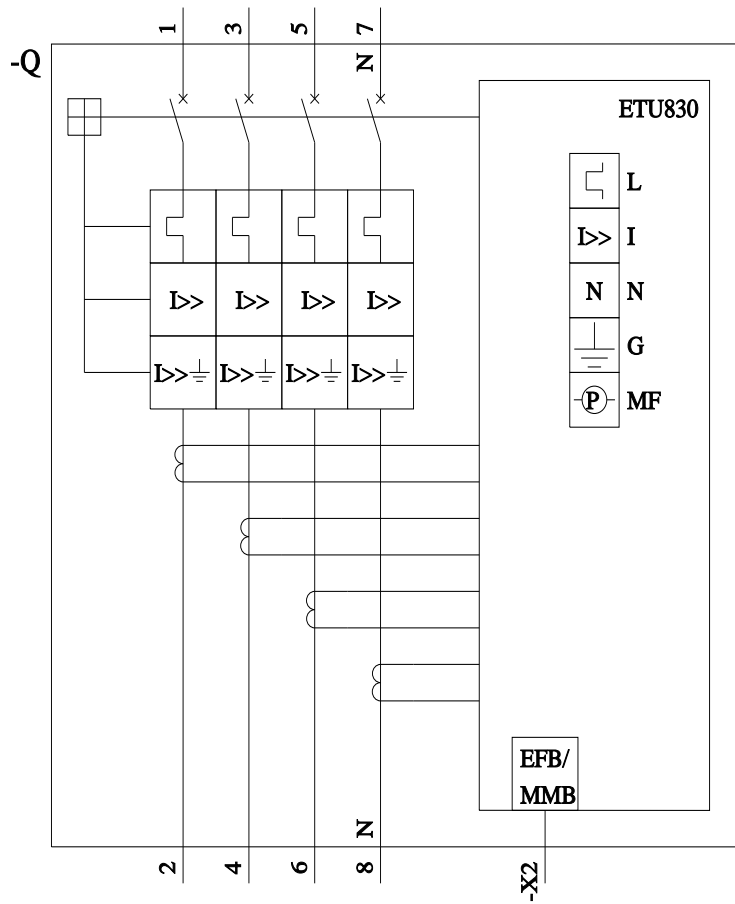 1 3 5 7
-Q
N
ETU830
L
I>> I
N N
I>> I>> I>> I>>
G
I>> I>> I>> I>>
P MF
EFB/
MMB
N
2 4 6 8 -X2